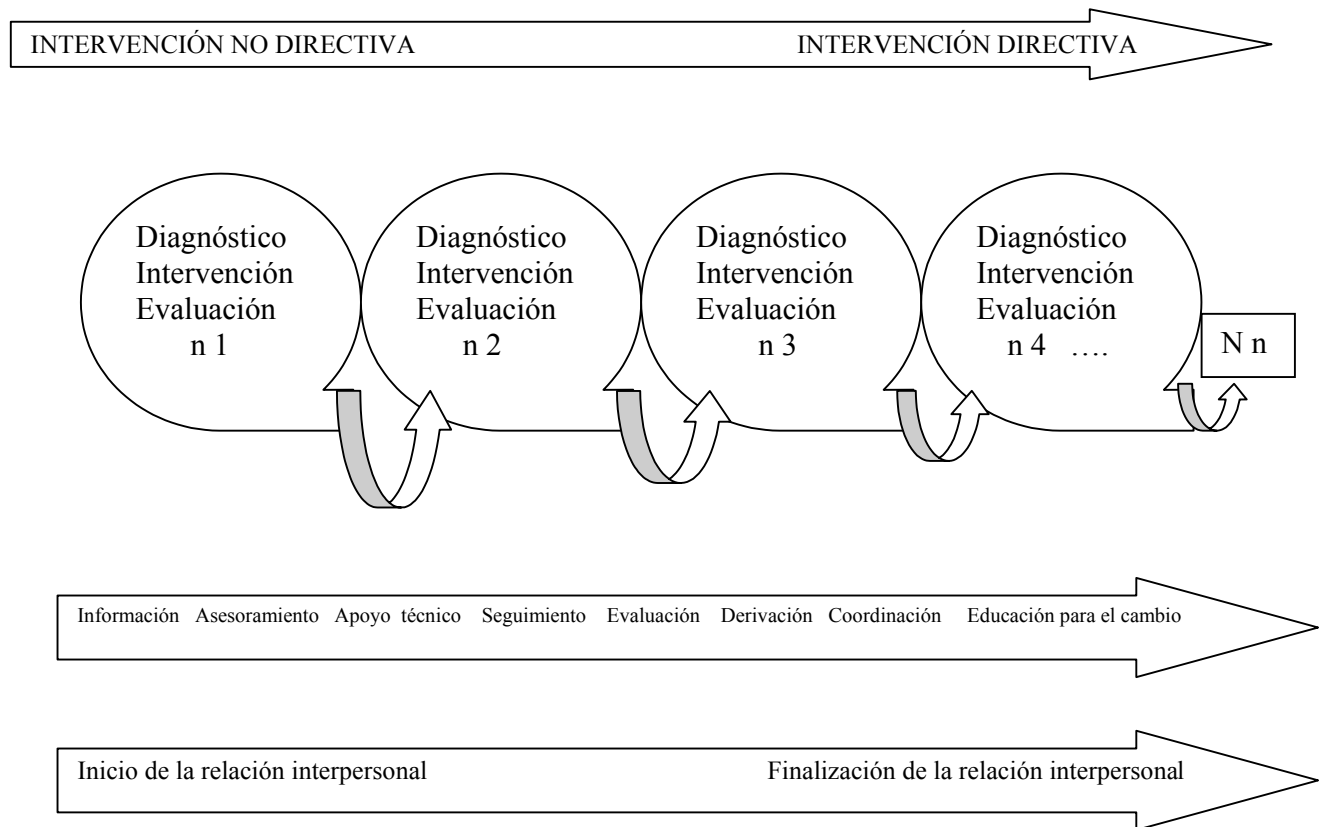 INTERVENCIÓN NO DIRECTIVA INTERVENCIÓN DIRECTIVA
Diagnóstico
Intervención
Evaluación
n 1
Diagnóstico
Intervención
Evaluación
n 2
Diagnóstico
Intervención
Evaluación
n 3
Diagnóstico
Intervención
Evaluación
n 4 ….
N n
Información Asesoramiento Apoyo técnico Seguimiento Evaluación Derivación Coordinación Educación para el cambio
Inicio de la relación interpersonal Finalización de la relación interpersonal